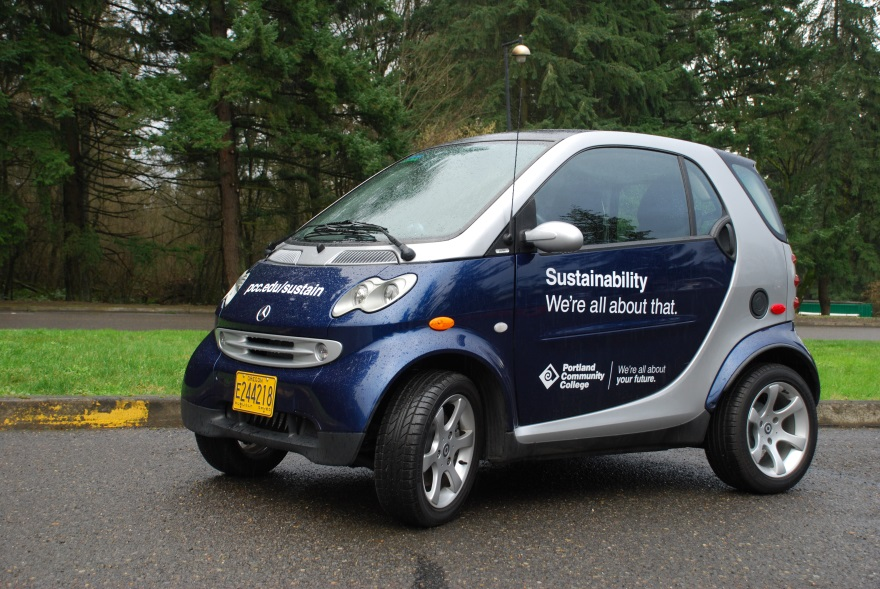 pcc.edu/sustain
OREGON
E244218
Sustainability
We're all about that.
Portland
Community
College
We're all about
your future.